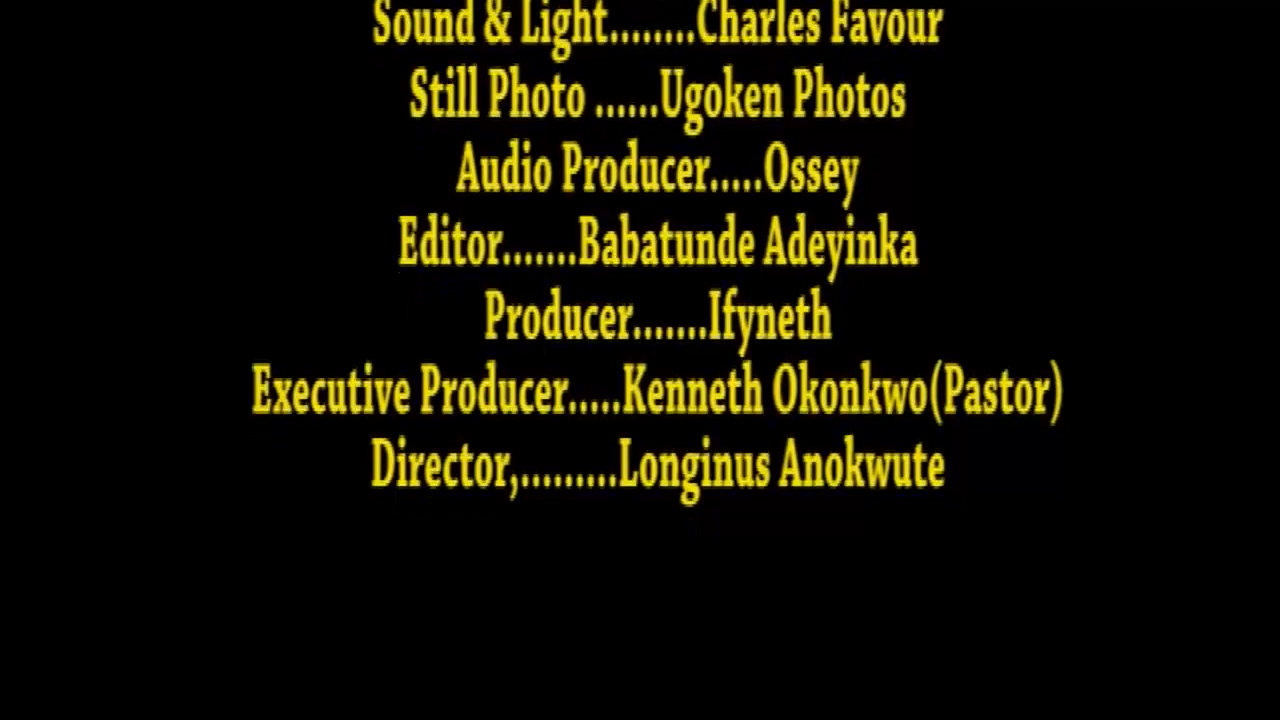 Sound & Light........Charles Favour
Still Photo ......Ugoken Photos
Audio Producer.....Ossey
Editor.......Babatunde Adeyinka
Producer.......Ifyneth
Executive Producer.....Kenneth Okonkwo(Pastor)
Director,.........Longinus Anokwute